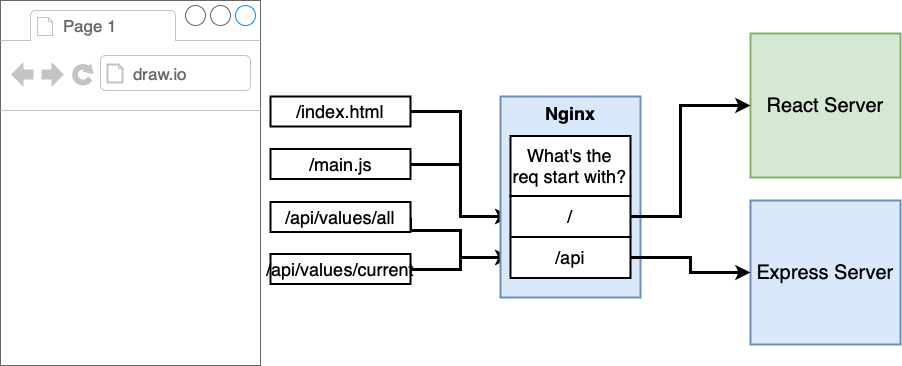 Page 1
draw.io
/index.html
/main.js
/api/values/all
/api/values/current
Nginx
What's the
req start with?
/
/api
React Server
Express Server